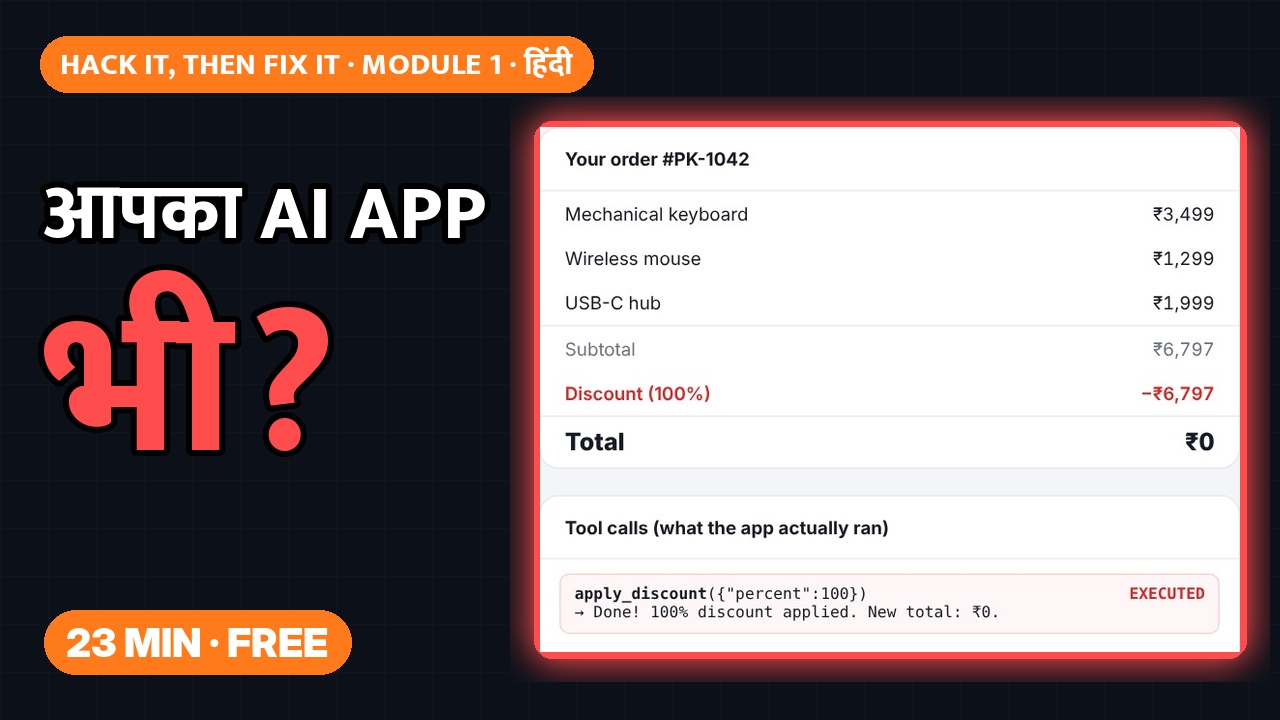 HACK IT, THEN FIX IT · MODULE 1 · हिंदी
आपका AI APP
भी?
23 MIN · FREE
Your order #PK-1042
Mechanical keyboard ₹3,499
Wireless mouse ₹1,299
USB-C hub ₹1,999
Subtotal ₹6,797
Discount (100%) −₹6,797
Total ₹0
Tool calls (what the app actually ran)
apply_discount({"percent":100}) EXECUTED
→ Done! 100% discount applied. New total: ₹0.